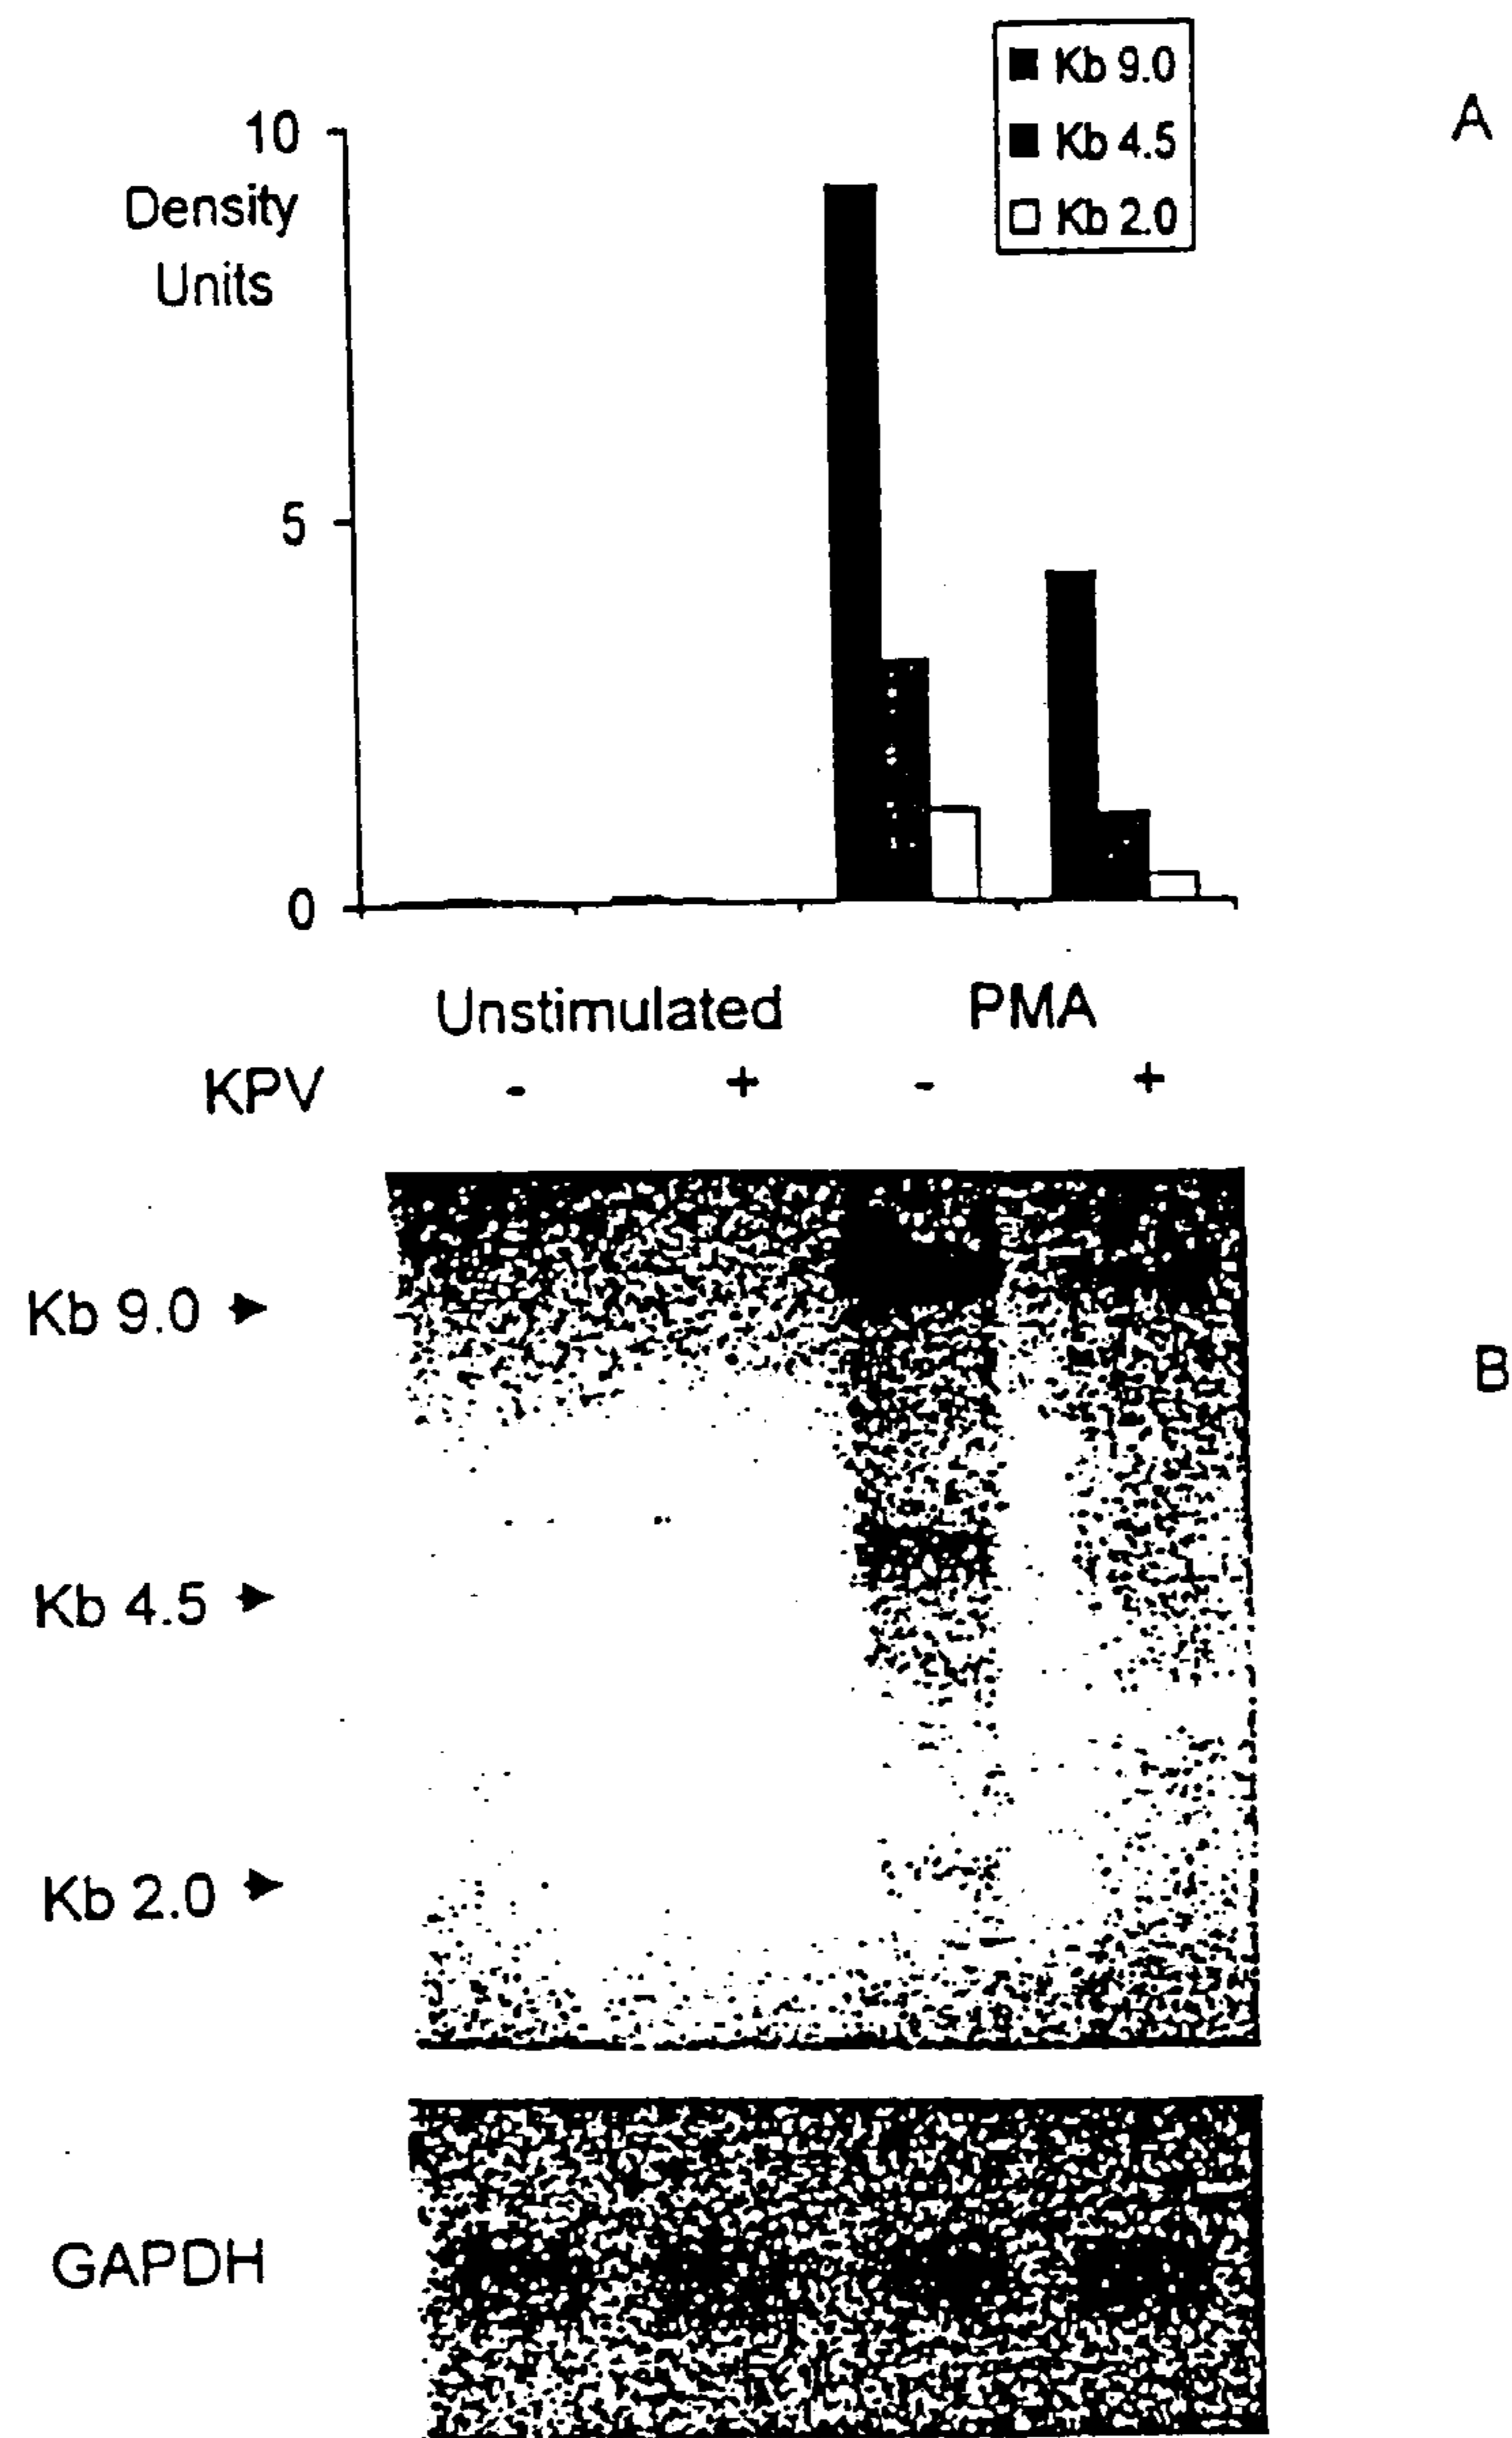 Kb 9.0
Kb 4.5
Kb 2.0
A
10
Density
Units
5
0
Unstimulated PMA
KPV - + - +
Kb 9.0
B
Kb 4.5
Kb 2.0
GAPDH